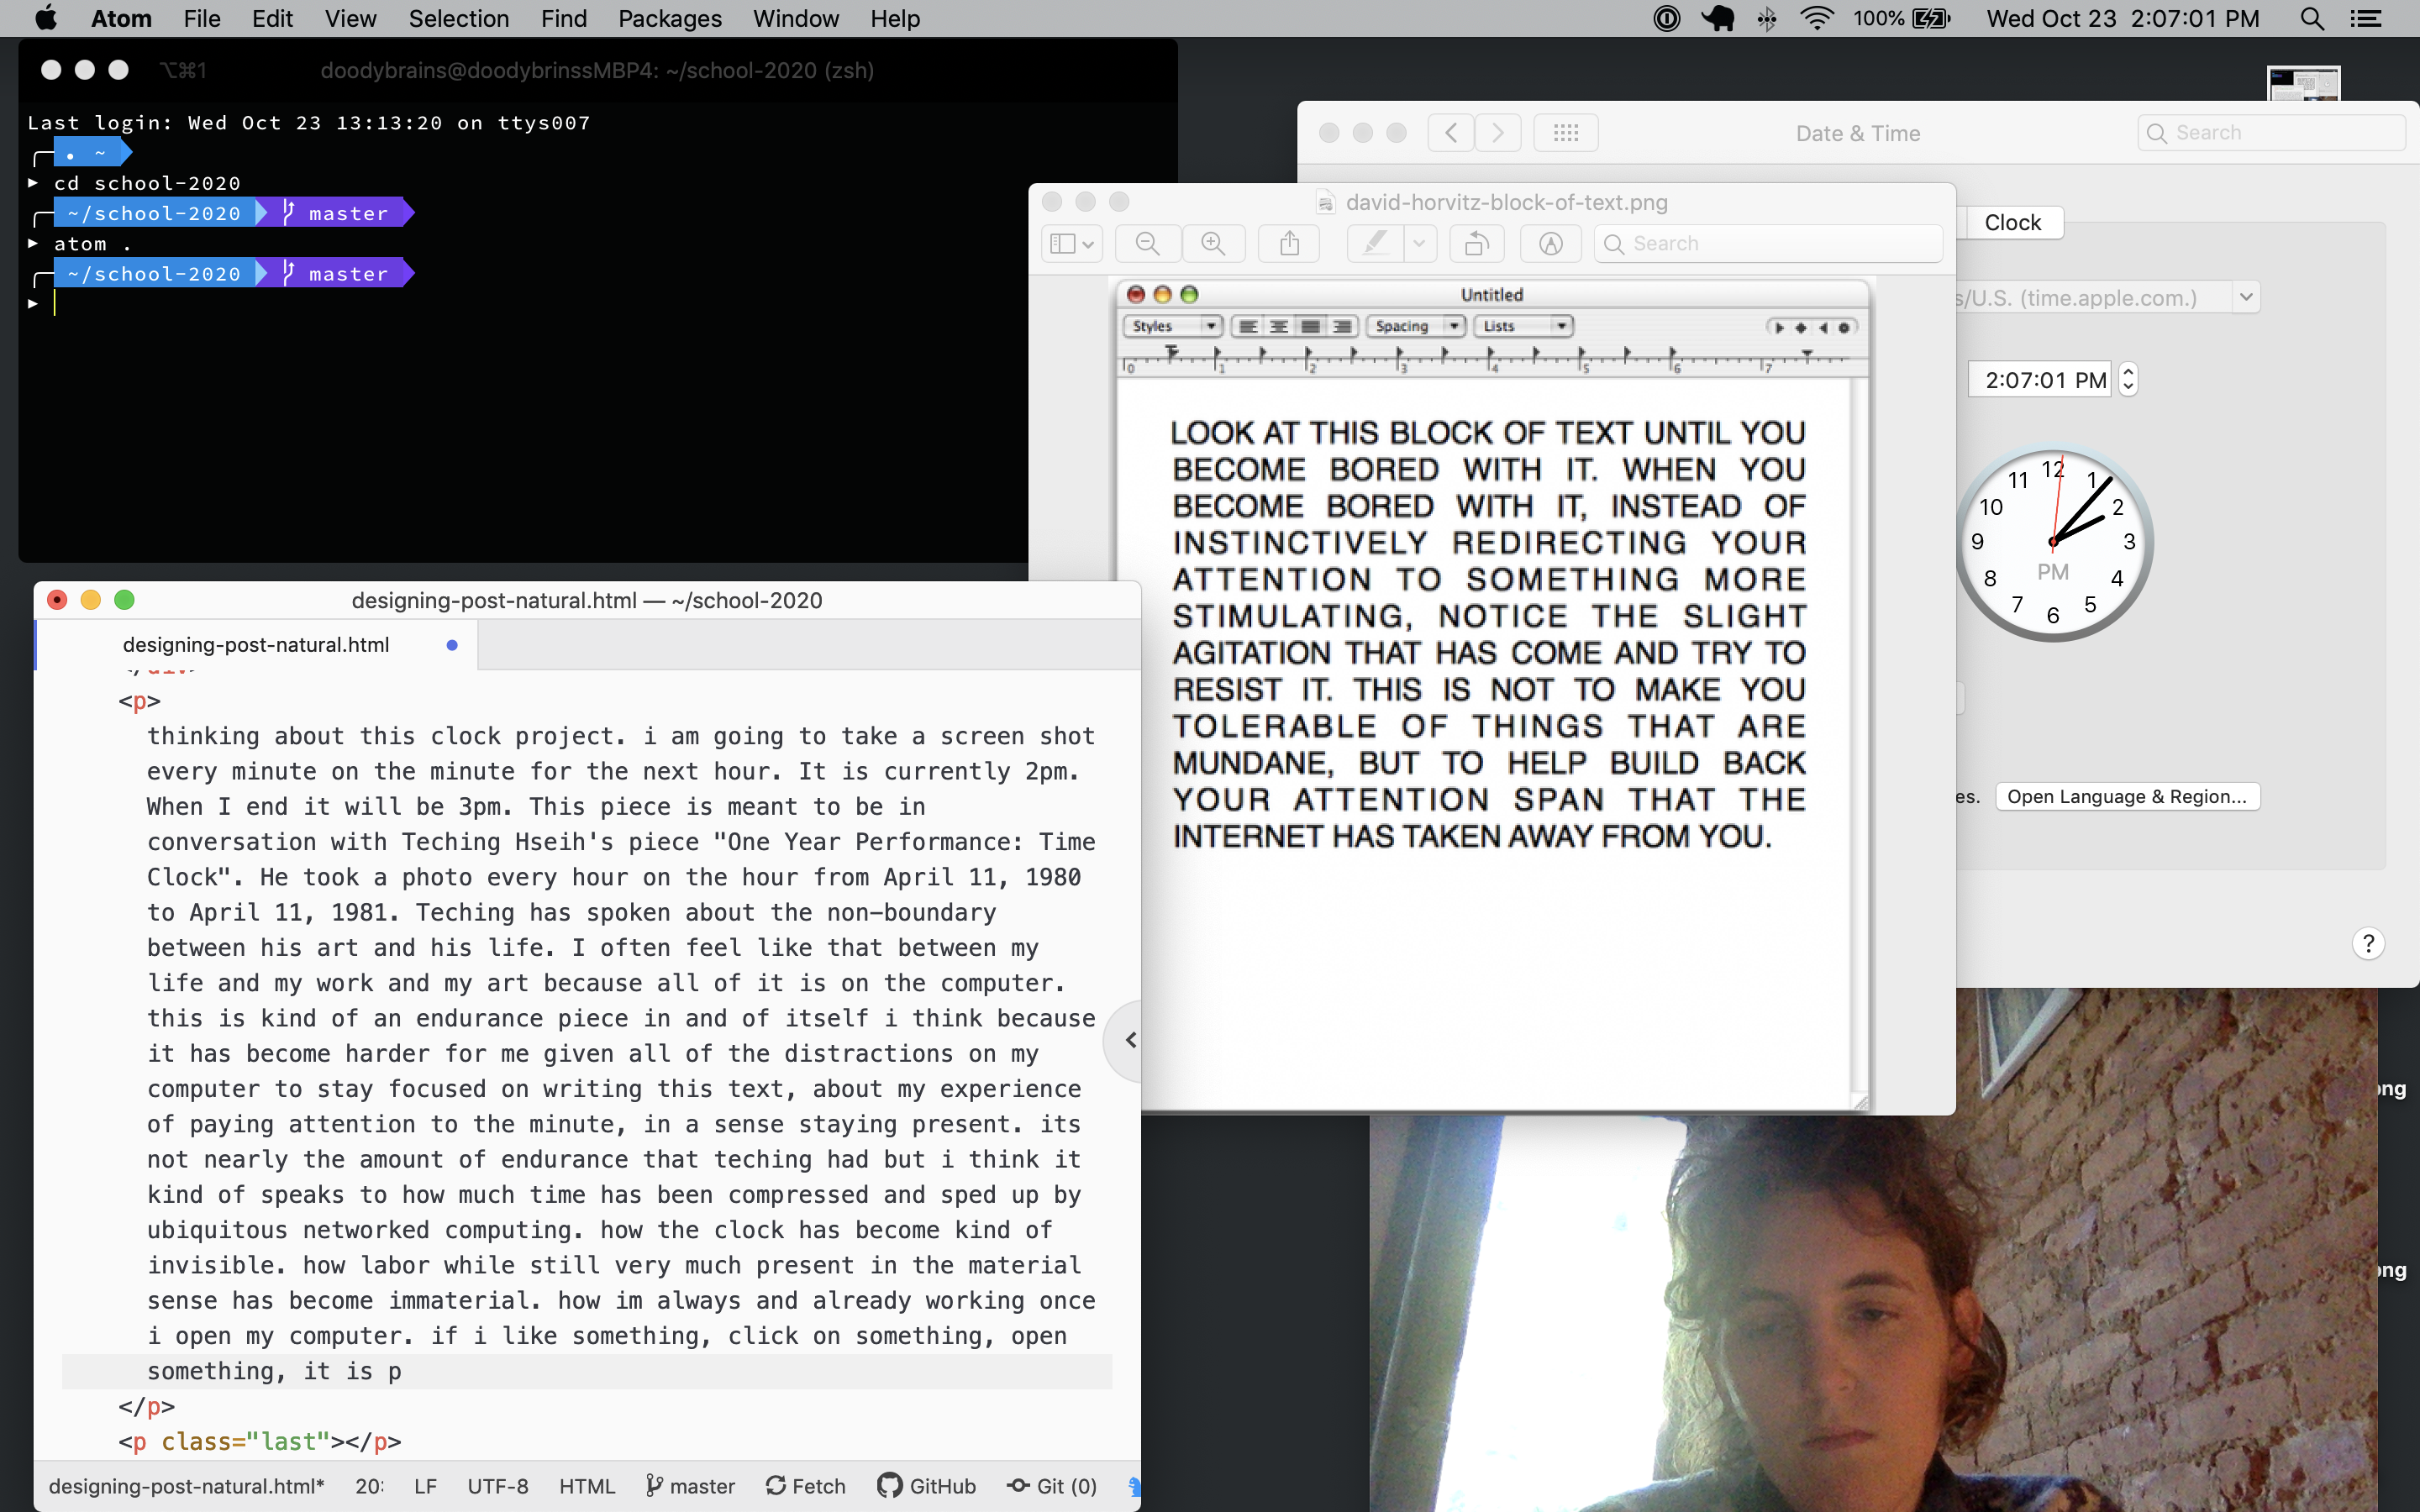 Atom File Edit View Selection Find Packages Window Help 100% Wed Oct 23 2:07:01 PM
⌥⌘1 doodybrains@doodybrinssMBP4: ~/school-2020 (zsh)
Last login: Wed Oct 23 13:13:20 on ttys007
~
cd school-2020
~/school-2020 master
atom .
~/school-2020 master
Date & Time
Search
Clock
s/U.S. (time.apple.com.)
2:07:01 PM
12 1 2 3 4 5 6 7 8 9 10 11
PM
es. Open Language & Region...
?
david-horvitz-block-of-text.png
Search
Untitled
Styles Spacing Lists
0 1 2 3 4 5 6 7
LOOK AT THIS BLOCK OF TEXT UNTIL YOU
BECOME BORED WITH IT. WHEN YOU
BECOME BORED WITH IT, INSTEAD OF
INSTINCTIVELY REDIRECTING YOUR
ATTENTION TO SOMETHING MORE
STIMULATING, NOTICE THE SLIGHT
AGITATION THAT HAS COME AND TRY TO
RESIST IT. THIS IS NOT TO MAKE YOU
TOLERABLE OF THINGS THAT ARE
MUNDANE, BUT TO HELP BUILD BACK
YOUR ATTENTION SPAN THAT THE
INTERNET HAS TAKEN AWAY FROM YOU.
designing-post-natural.html — ~/school-2020
designing-post-natural.html
</div>
<p>
thinking about this clock project. i am going to take a screen shot
every minute on the minute for the next hour. It is currently 2pm.
When I end it will be 3pm. This piece is meant to be in
conversation with Teching Hseih's piece "One Year Performance: Time
Clock". He took a photo every hour on the hour from April 11, 1980
to April 11, 1981. Teching has spoken about the non-boundary
between his art and his life. I often feel like that between my
life and my work and my art because all of it is on the computer.
this is kind of an endurance piece in and of itself i think because
it has become harder for me given all of the distractions on my
computer to stay focused on writing this text, about my experience
of paying attention to the minute, in a sense staying present. its
not nearly the amount of endurance that teching had but i think it
kind of speaks to how much time has been compressed and sped up by
ubiquitous networked computing. how the clock has become kind of
invisible. how labor while still very much present in the material
sense has become immaterial. how im always and already working once
i open my computer. if i like something, click on something, open
something, it is p
</p>
<p class="last"></p>
designing-post-natural.html* 20: LF UTF-8 HTML master Fetch GitHub Git (0)
ng
ng